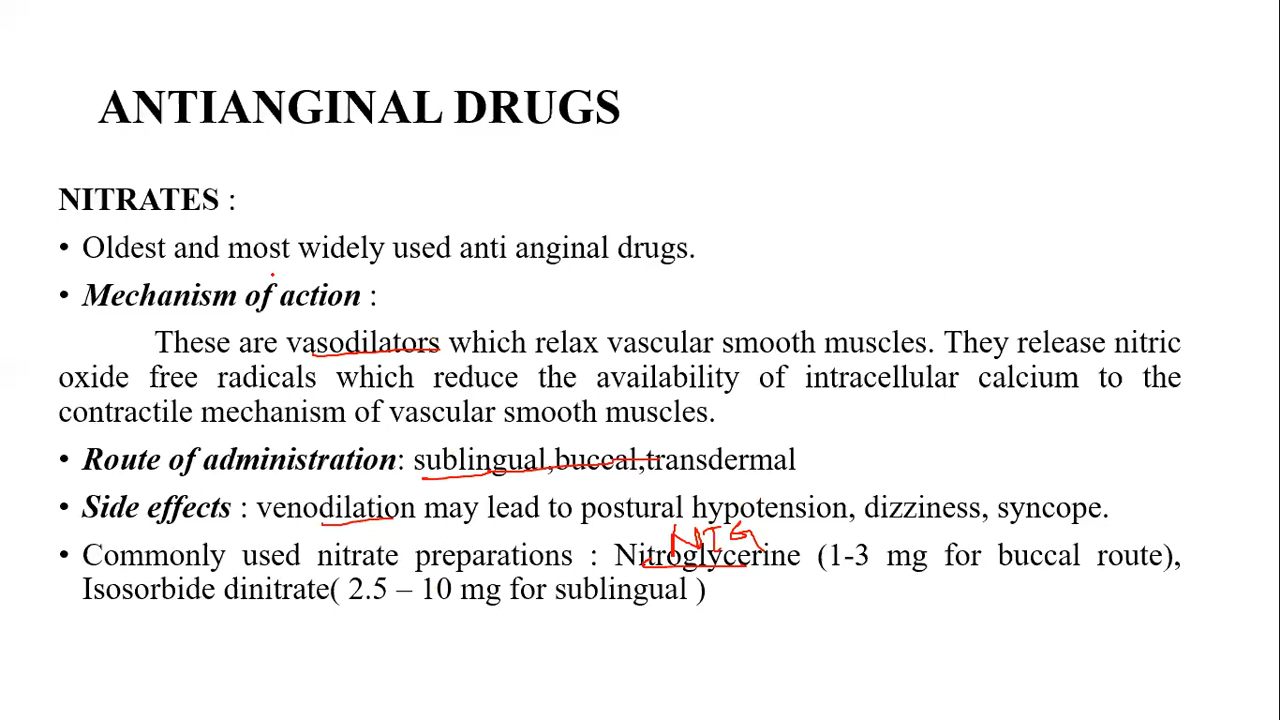 ANTIANGINAL DRUGS
NITRATES :
• Oldest and most widely used anti anginal drugs.
• Mechanism of action :
These are vasodilators which relax vascular smooth muscles. They release nitric
oxide free radicals which reduce the availability of intracellular calcium to the
contractile mechanism of vascular smooth muscles.
• Route of administration: sublingual,buccal,transdermal
• Side effects : venodilation may lead to postural hypotension, dizziness, syncope.
NTG
• Commonly used nitrate preparations : Nitroglycerine (1-3 mg for buccal route),
Isosorbide dinitrate( 2.5 – 10 mg for sublingual )